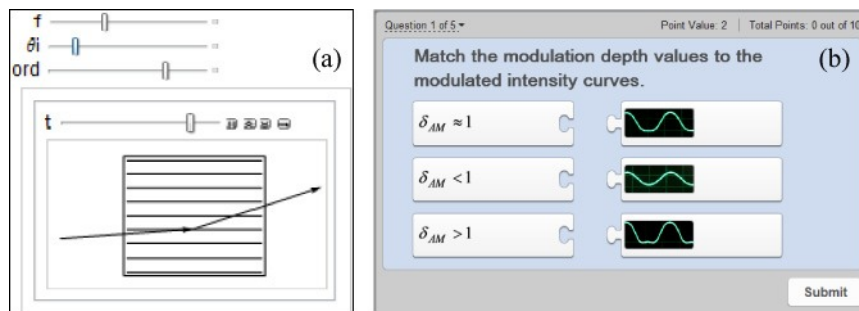 f
θi
ord
(a)
t
Question 1 of 5
Point Value: 2 | Total Points: 0 out of 10
Match the modulation depth values to the
modulated intensity curves.
(b)
δAM ≈ 1
δAM < 1
δAM > 1
Submit